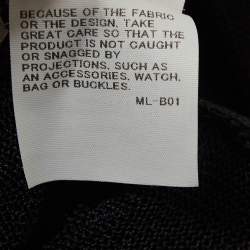 BECAUSE OF THE FABRIC
OR THE DESIGN, TAKE
GREAT CARE SO THAT THE
PRODUCT IS NOT CAUGHT
OR SNAGGED BY
PROJECTIONS, SUCH AS
AN ACCESSORIES, WATCH,
BAG OR BUCKLES.
ML-B01